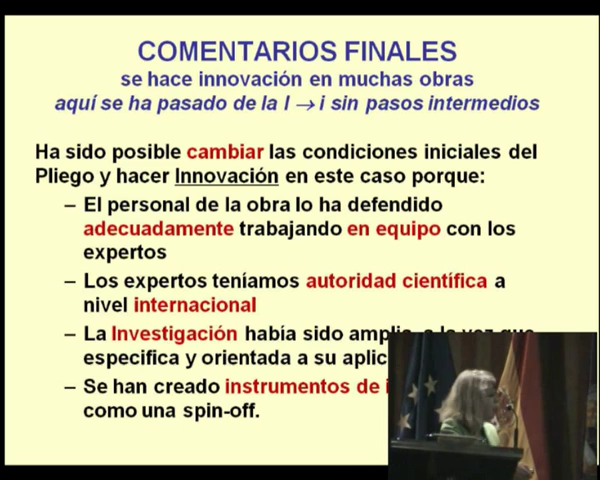 COMENTARIOS FINALES
se hace innovación en muchas obras
aquí se ha pasado de la I → i sin pasos intermedios
Ha sido posible cambiar las condiciones iniciales del
Pliego y hacer Innovación en este caso porque:
– El personal de la obra lo ha defendido
adecuadamente trabajando en equipo con los
expertos
– Los expertos teníamos autoridad científica a
nivel internacional
– La Investigación había sido
especifica y orientada a su
– Se han creado instrumentos de
como una spin-off.